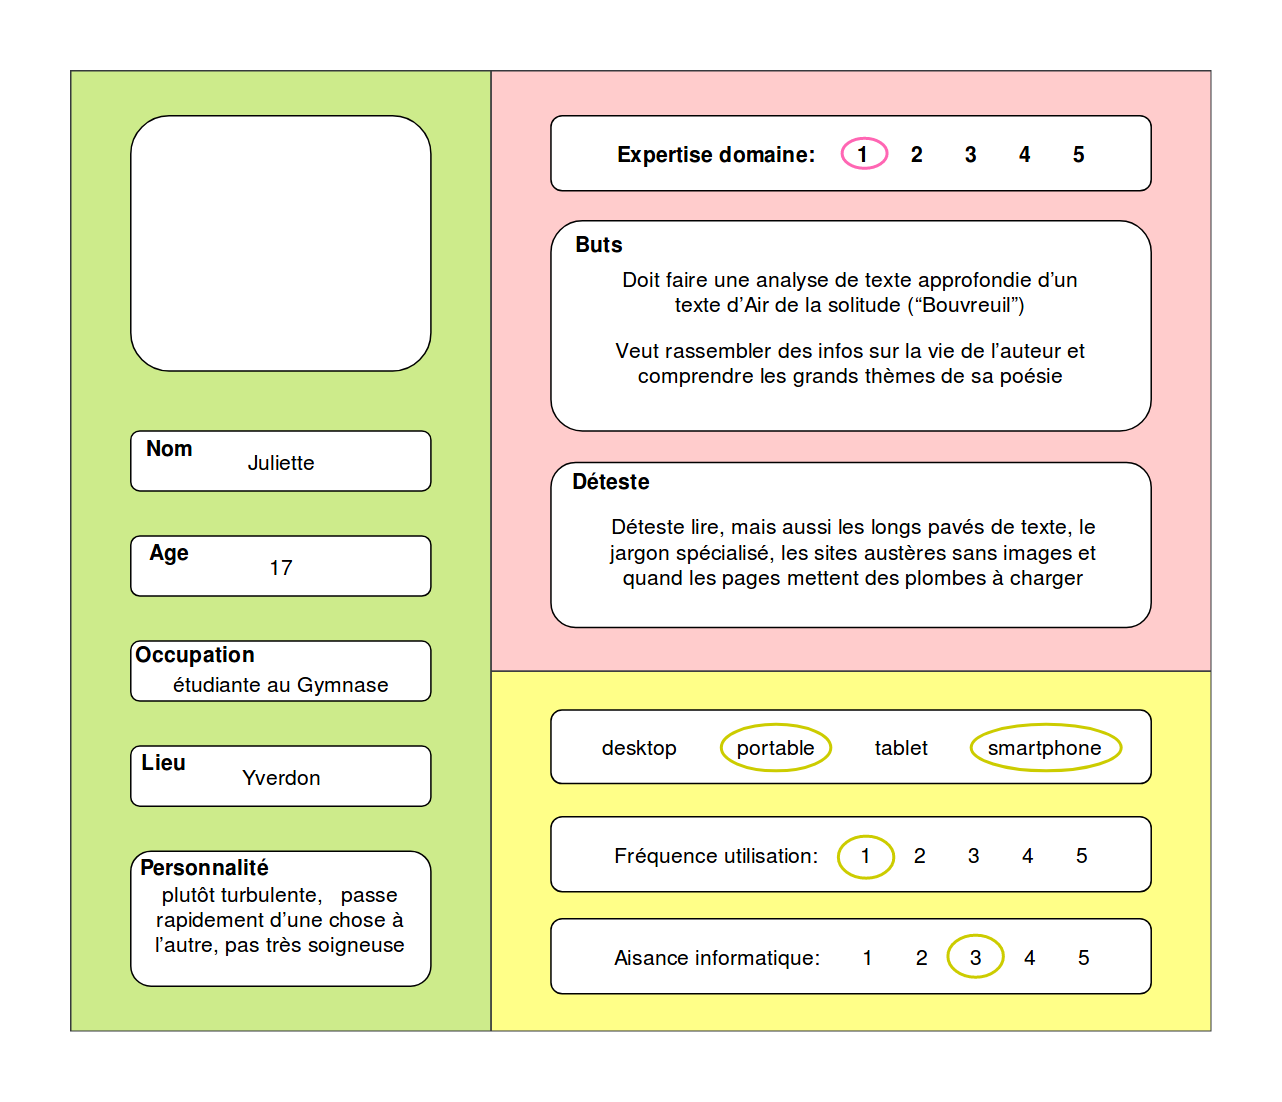 Nom
Juliette
Age
17
Occupation
étudiante au Gymnase
Lieu
Yverdon
Personnalité
plutôt turbulente, passe
rapidement d’une chose à
l’autre, pas très soigneuse
Expertise domaine: 1 2 3 4 5
Buts
Doit faire une analyse de texte approfondie d’un
texte d’Air de la solitude (“Bouvreuil”)
Veut rassembler des infos sur la vie de l’auteur et
comprendre les grands thèmes de sa poésie
Déteste
Déteste lire, mais aussi les longs pavés de texte, le
jargon spécialisé, les sites austères sans images et
quand les pages mettent des plombes à charger
desktop portable tablet smartphone
Fréquence utilisation: 1 2 3 4 5
Aisance informatique: 1 2 3 4 5